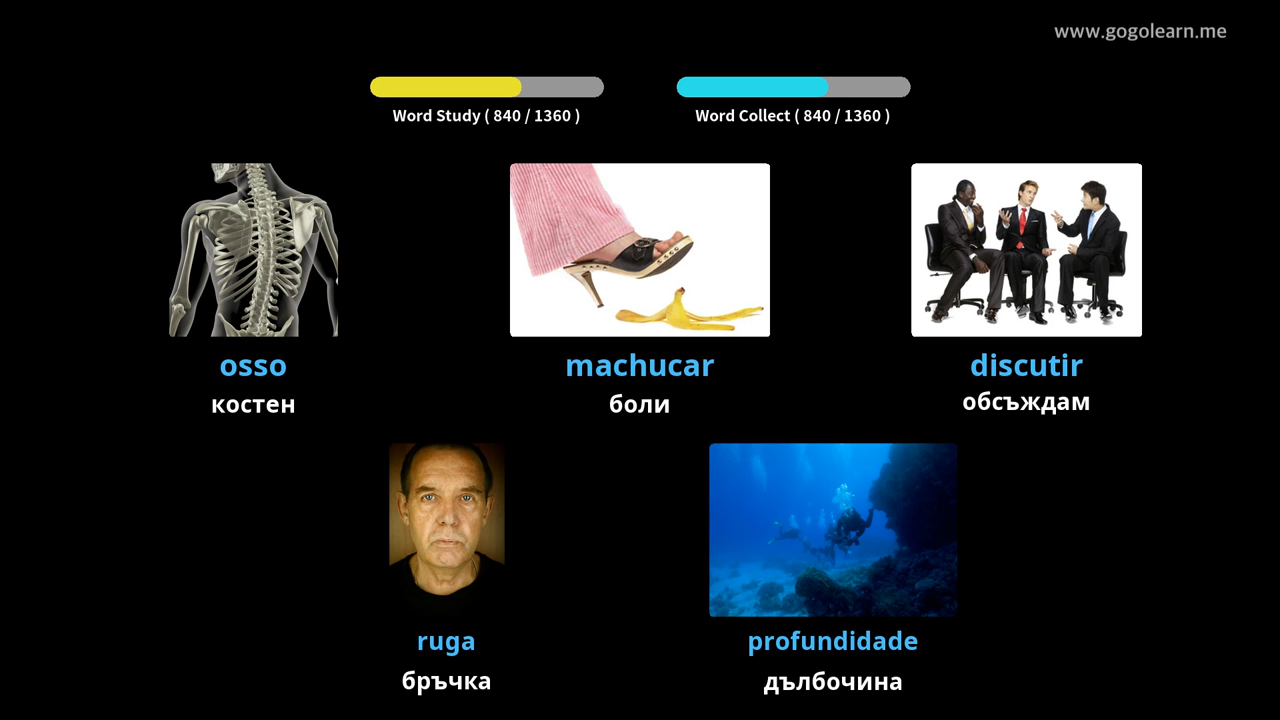 www.gogolearn.me
Word Study ( 840 / 1360 )
Word Collect ( 840 / 1360 )
osso
костен
machucar
боли
discutir
обсъждам
ruga
бръчка
profundidade
дълбочина